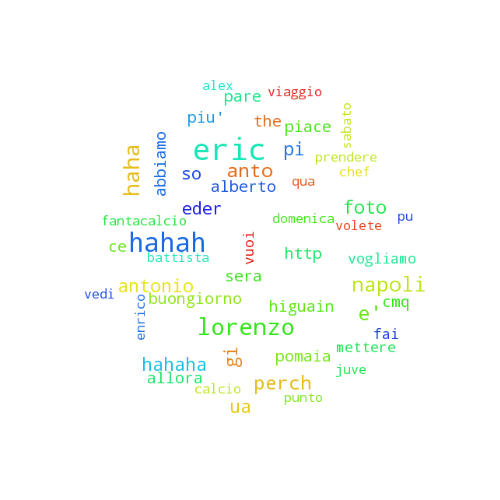 alex
pare
viaggio
piu'
the
piace
sabato
haha
abbiamo
eric
pi
prendere
so
anto
alberto
qua
chef
eder
foto
fantacalcio
domenica
volete
pu
ce
hahah
battista
vuoi
http
vogliamo
sera
antonio
napoli
vedi
buongiorno
enrico
higuain
e'
cmq
lorenzo
fai
hahaha
gi
pomaia
mettere
allora
perch
juve
calcio
punto
ua